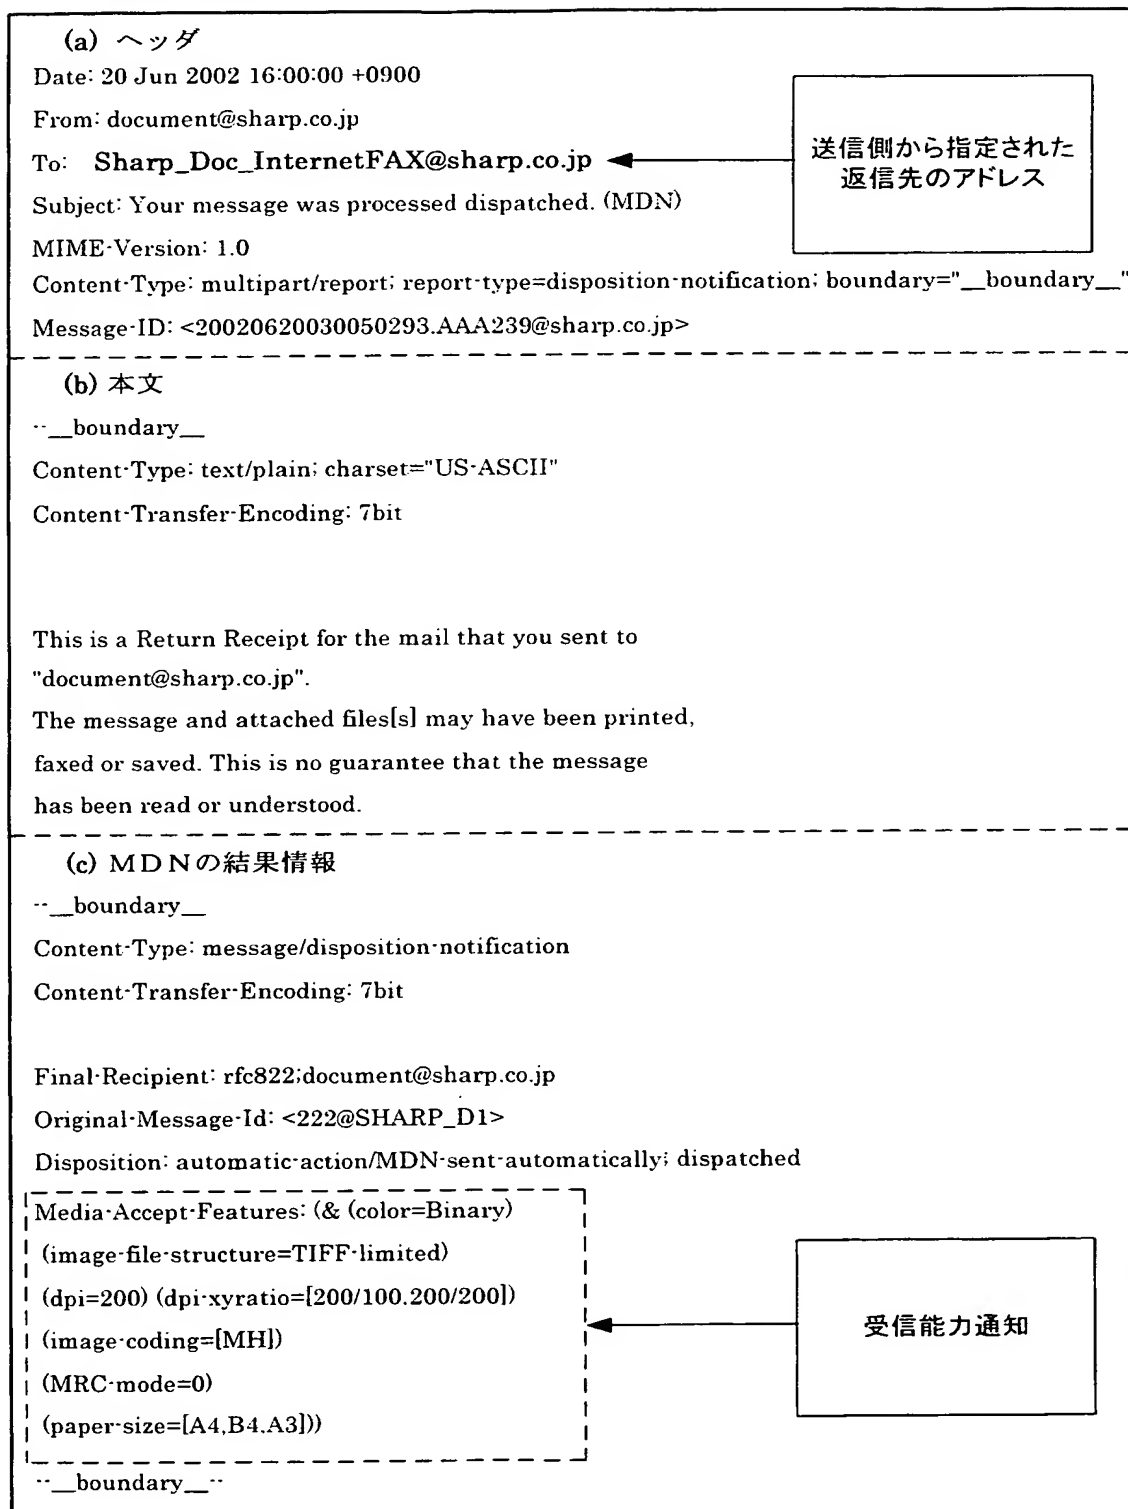 (a) ヘッダ
Date: 20 Jun 2002 16:00:00 +0900
From: document@sharp.co.jp
To: Sharp_Doc_InternetFAX@sharp.co.jp
送信側から指定された
返信先のアドレス
Subject: Your message was processed dispatched. (MDN)
MIME-Version: 1.0
Content-Type: multipart/report; report-type=disposition-notification; boundary="__boundary__"
Message-ID: <20020620030050293.AAA239@sharp.co.jp>
(b) 本文
--__boundary__
Content-Type: text/plain; charset="US-ASCII"
Content-Transfer-Encoding: 7bit
This is a Return Receipt for the mail that you sent to
"document@sharp.co.jp".
The message and attached files[s] may have been printed,
faxed or saved. This is no guarantee that the message
has been read or understood.
(c) MDNの結果情報
--__boundary__
Content-Type: message/disposition-notification
Content-Transfer-Encoding: 7bit
Final-Recipient: rfc822;document@sharp.co.jp
Original-Message-Id: <222@SHARP_D1>
Disposition: automatic-action/MDN-sent-automatically; dispatched
Media-Accept-Features: (& (color=Binary)
(image-file-structure=TIFF-limited)
(dpi=200) (dpi-xyratio=[200/100.200/200])
(image-coding=[MH])
(MRC-mode=0)
(paper-size=[A4,B4.A3]))
受信能力通知
--__boundary__--